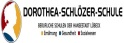 DOROTHEA-SCHLÖZER-SCHULE
BERUFLICHE SCHULEN DER HANSESTADT LÜBECK
Ernährung Gesundheit Sozialwesen